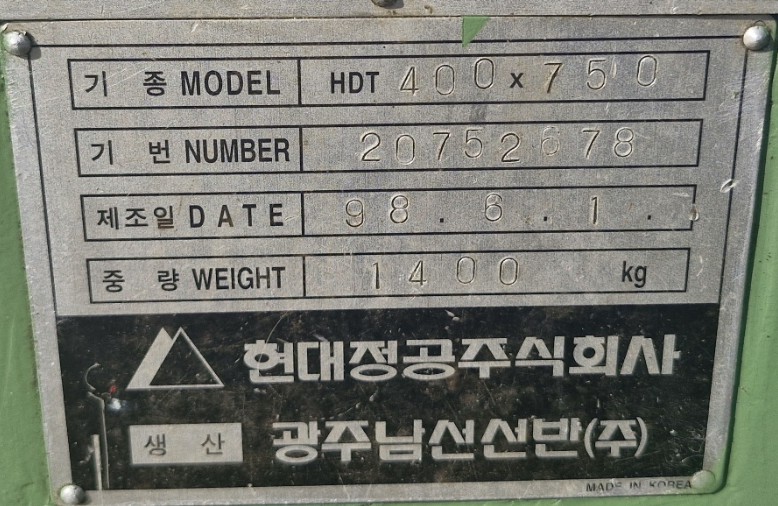 기 종 MODEL HDT 400 x 750
기 번 NUMBER 20752678
제조일 DATE 98.6.1.
중 량 WEIGHT 1400 kg
현대정공주식회사
생 산 광주남선선반(주)
MADE IN KOREA